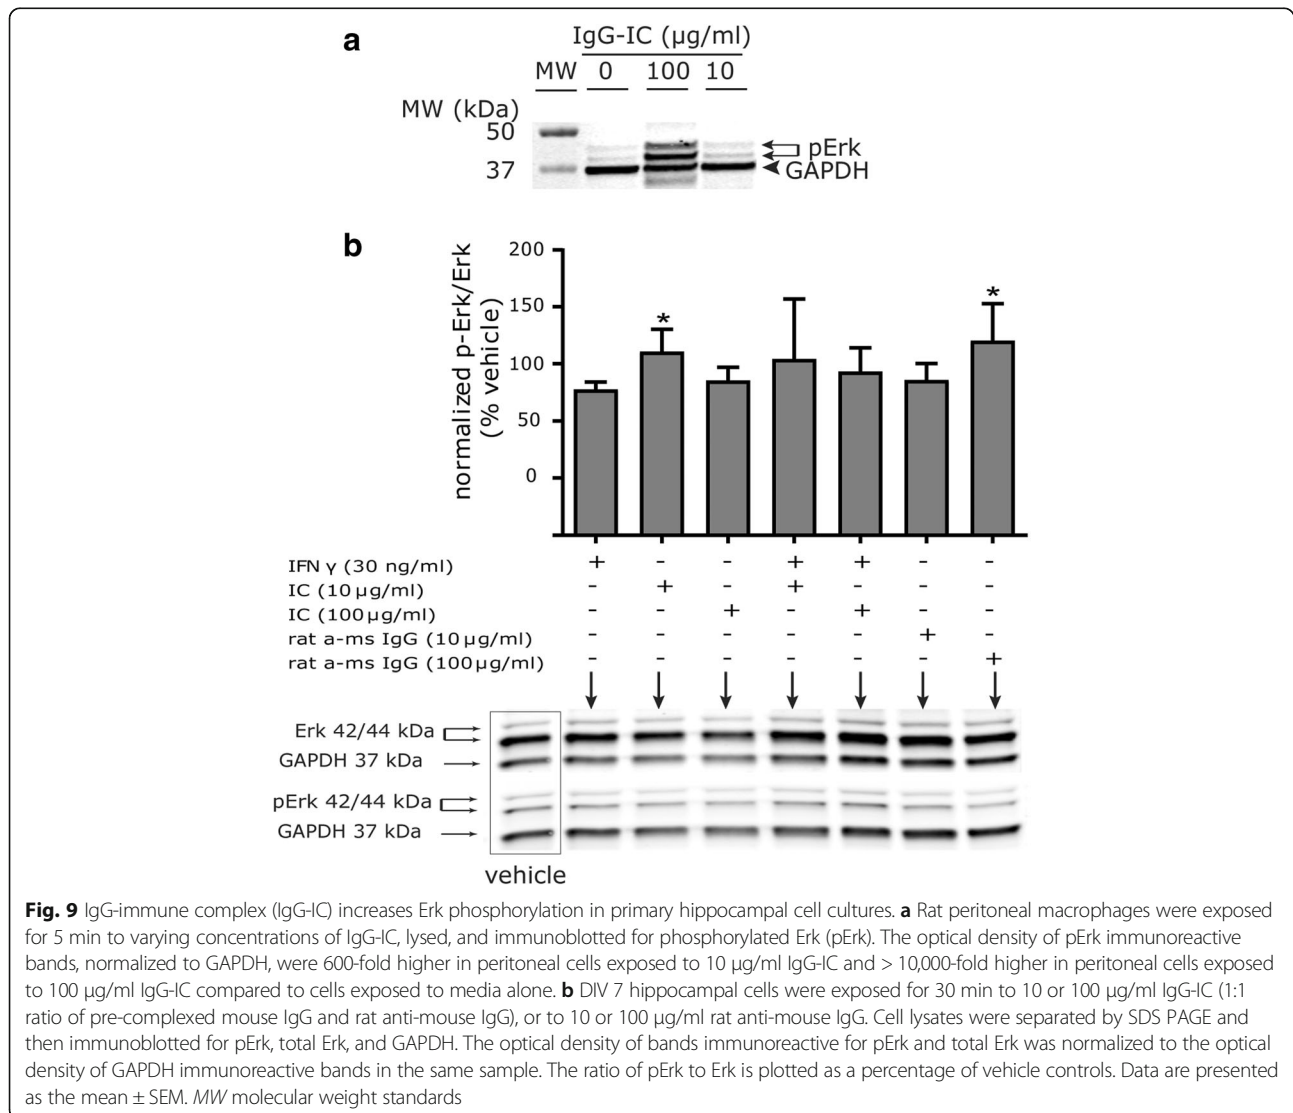 a
IgG-IC (µg/ml)
MW 0 100 10
MW (kDa)
50
37
pErk
GAPDH
b
normalized p-Erk/Erk
(% vehicle)
200
150
100
50
0
* *
IFN γ (30 ng/ml) + - - + + - -
IC (10µg/ml) - + - + - - -
IC (100µg/ml) - - + - + - -
rat a-ms IgG (10µg/ml) - - - - - + -
rat a-ms IgG (100µg/ml) - - - - - - +
Erk 42/44 kDa
GAPDH 37 kDa
pErk 42/44 kDa
GAPDH 37 kDa
vehicle
Fig. 9 IgG-immune complex (IgG-IC) increases Erk phosphorylation in primary hippocampal cell cultures. a Rat peritoneal macrophages were exposed
for 5 min to varying concentrations of IgG-IC, lysed, and immunoblotted for phosphorylated Erk (pErk). The optical density of pErk immunoreactive
bands, normalized to GAPDH, were 600-fold higher in peritoneal cells exposed to 10 µg/ml IgG-IC and > 10,000-fold higher in peritoneal cells exposed
to 100 µg/ml IgG-IC compared to cells exposed to media alone. b DIV 7 hippocampal cells were exposed for 30 min to 10 or 100 µg/ml IgG-IC (1:1
ratio of pre-complexed mouse IgG and rat anti-mouse IgG), or to 10 or 100 µg/ml rat anti-mouse IgG. Cell lysates were separated by SDS PAGE and
then immunoblotted for pErk, total Erk, and GAPDH. The optical density of bands immunoreactive for pErk and total Erk was normalized to the optical
density of GAPDH immunoreactive bands in the same sample. The ratio of pErk to Erk is plotted as a percentage of vehicle controls. Data are presented
as the mean ± SEM. MW molecular weight standards